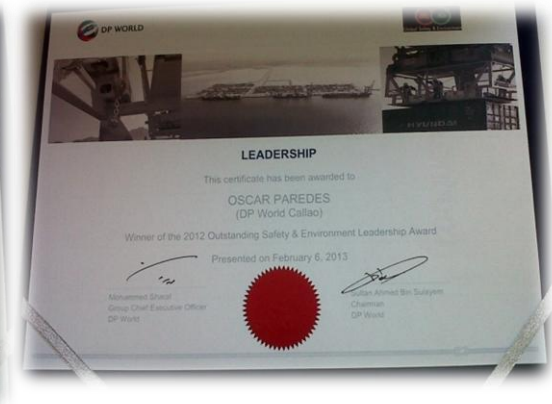 DP WORLD
HYUNDAI
LEADERSHIP
This certificate has been awarded to
OSCAR PAREDES
(DP World Callao)
Winner of the 2012 Outstanding Safety & Environment Leadership Award
Presented on February 6, 2013
Mohammed Sharaf
Group Chief Executive Officer
DP World
Sultan Ahmed Bin Sulayem
Chairman
DP World